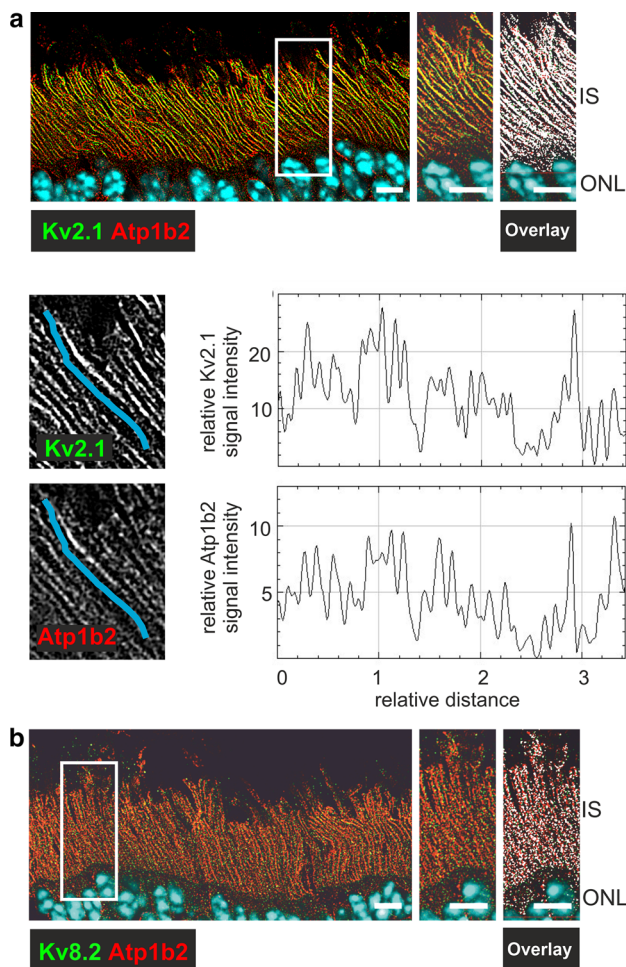 a
IS
ONL
Kv2.1 Atp1b2
Overlay
Kv2.1
relative Kv2.1
signal intensity
20
10
Atp1b2
relative Atp1b2
signal intensity
10
5
0 1 2 3
relative distance
b
IS
ONL
Kv8.2 Atp1b2
Overlay